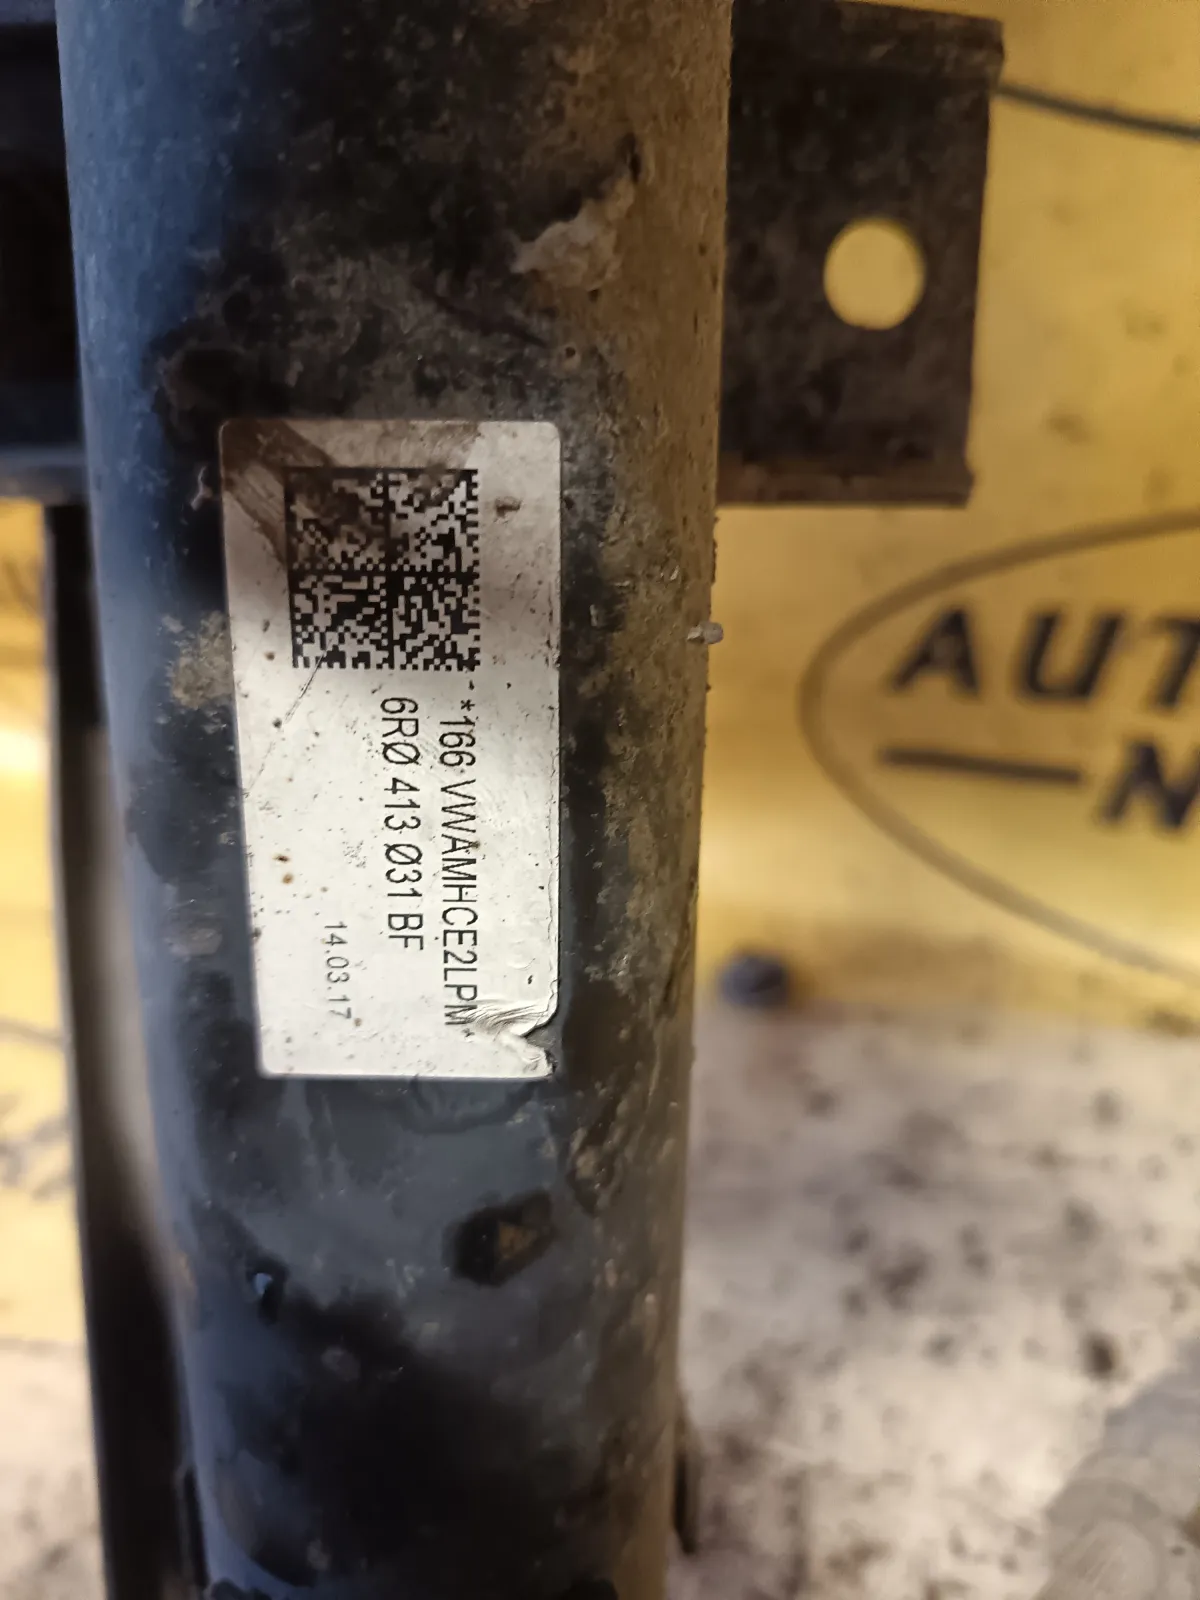 *166 VWAMHCE2LPM*
6RØ 413 Ø31 BF
14.03.17
AUT
N